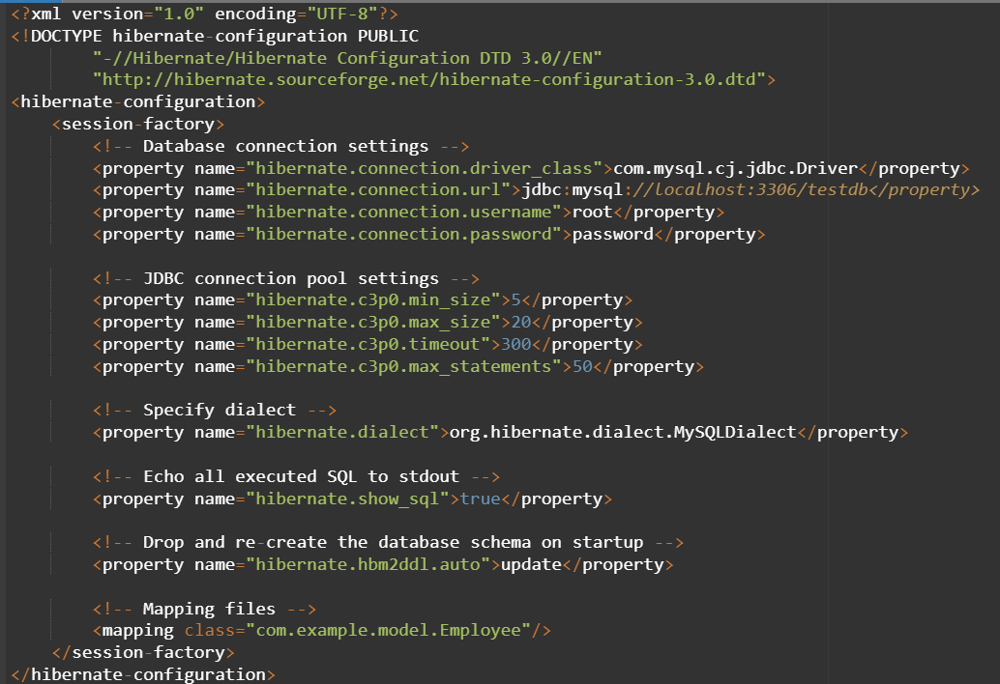 <?xml version="1.0" encoding="UTF-8"?>
<!DOCTYPE hibernate-configuration PUBLIC
        "-//Hibernate/Hibernate Configuration DTD 3.0//EN"
        "http://hibernate.sourceforge.net/hibernate-configuration-3.0.dtd">
<hibernate-configuration>
    <session-factory>
        <!-- Database connection settings -->
        <property name="hibernate.connection.driver_class">com.mysql.cj.jdbc.Driver</property>
        <property name="hibernate.connection.url">jdbc:mysql://localhost:3306/testdb</property>
        <property name="hibernate.connection.username">root</property>
        <property name="hibernate.connection.password">password</property>

        <!-- JDBC connection pool settings -->
        <property name="hibernate.c3p0.min_size">5</property>
        <property name="hibernate.c3p0.max_size">20</property>
        <property name="hibernate.c3p0.timeout">300</property>
        <property name="hibernate.c3p0.max_statements">50</property>

        <!-- Specify dialect -->
        <property name="hibernate.dialect">org.hibernate.dialect.MySQLDialect</property>

        <!-- Echo all executed SQL to stdout -->
        <property name="hibernate.show_sql">true</property>

        <!-- Drop and re-create the database schema on startup -->
        <property name="hibernate.hbm2ddl.auto">update</property>

        <!-- Mapping files -->
        <mapping class="com.example.model.Employee"/>
    </session-factory>
</hibernate-configuration>